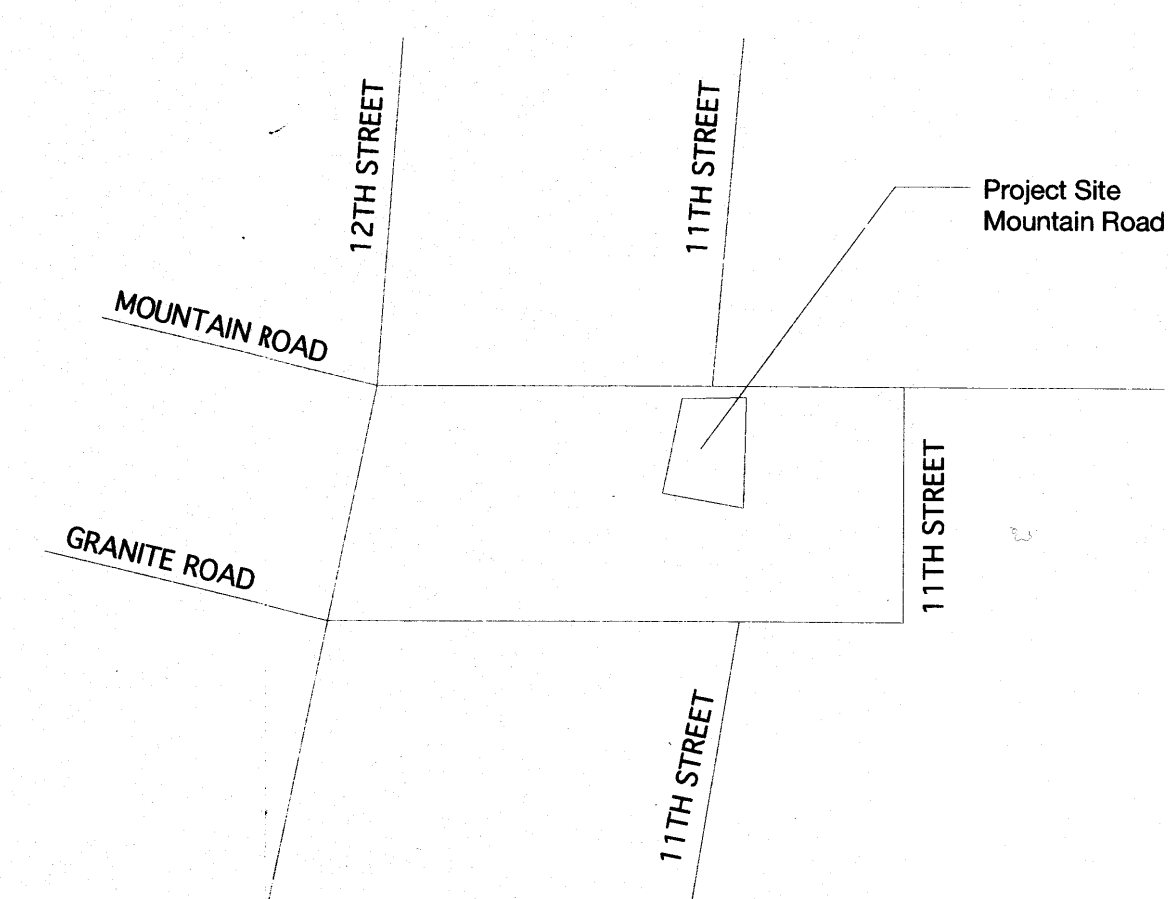 12TH STREET
11TH STREET
Project Site
Mountain Road
MOUNTAIN ROAD
11TH STREET
GRANITE ROAD
11TH STREET